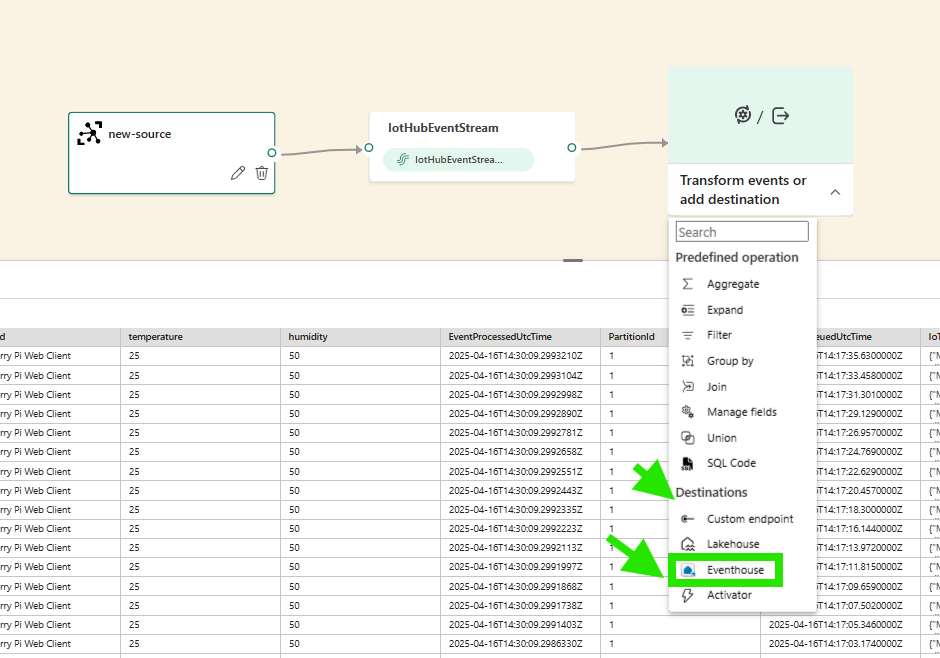 new-source
IotHubEventStream
IotHubEventStrea...
/
Transform events or
add destination
Search
Predefined operation
Aggregate
Expand
Filter
Group by
Join
Manage fields
Union
SQL Code
Destinations
Custom endpoint
Lakehouse
Eventhouse
Activator
d temperature humidity EventProcessedUtcTime PartitionId euedUtcTime IoT
rry Pi Web Client 25 50 2025-04-16T14:30:09.2993210Z 1 6T14:17:35.6300000Z {"M
rry Pi Web Client 25 50 2025-04-16T14:30:09.2993104Z 1 6T14:17:33.4580000Z {"M
rry Pi Web Client 25 50 2025-04-16T14:30:09.2992998Z 1 6T14:17:31.3010000Z {"M
rry Pi Web Client 25 50 2025-04-16T14:30:09.2992890Z 1 6T14:17:29.1290000Z {"M
rry Pi Web Client 25 50 2025-04-16T14:30:09.2992781Z 1 6T14:17:26.9570000Z {"M
rry Pi Web Client 25 50 2025-04-16T14:30:09.2992658Z 1 6T14:17:24.7690000Z {"M
rry Pi Web Client 25 50 2025-04-16T14:30:09.2992551Z 1 6T14:17:22.6290000Z {"M
rry Pi Web Client 25 50 2025-04-16T14:30:09.2992443Z 1 6T14:17:20.4570000Z {"M
rry Pi Web Client 25 50 2025-04-16T14:30:09.2992335Z 1 6T14:17:18.3000000Z {"M
rry Pi Web Client 25 50 2025-04-16T14:30:09.2992223Z 1 6T14:17:16.1440000Z {"M
rry Pi Web Client 25 50 2025-04-16T14:30:09.2992113Z 1 6T14:17:13.9720000Z {"M
rry Pi Web Client 25 50 2025-04-16T14:30:09.2991997Z 1 6T14:17:11.8150000Z {"M
rry Pi Web Client 25 50 2025-04-16T14:30:09.2991868Z 1 6T14:17:09.6590000Z {"M
rry Pi Web Client 25 50 2025-04-16T14:30:09.2991738Z 1 6T14:17:07.5020000Z {"M
rry Pi Web Client 25 50 2025-04-16T14:30:09.2991403Z 1 2025-04-16T14:17:05.3460000Z {"M
rry Pi Web Client 25 50 2025-04-16T14:30:09.2986330Z 1 2025-04-16T14:17:03.1740000Z {"M